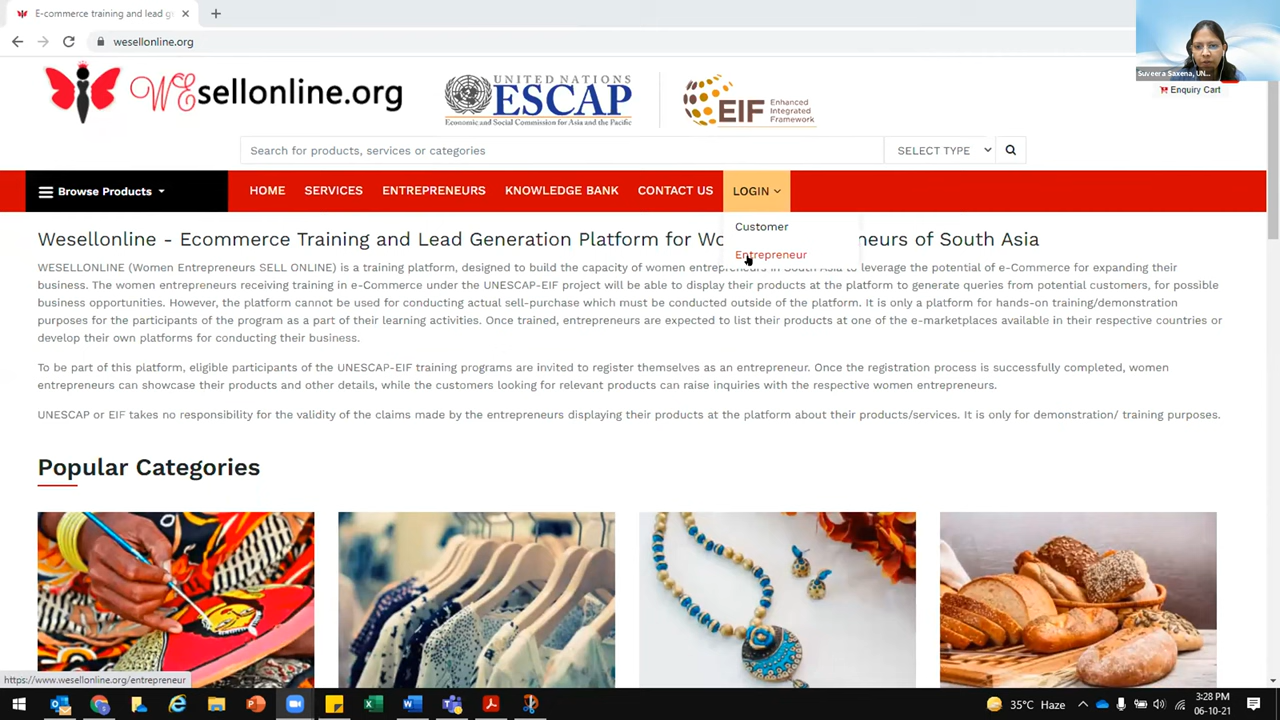 E-commerce training and lead g
wesellonline.org
Suveera Saxena, UN...
WEsellonline.org
UNITED NATIONS
ESCAP
Economic and Social Commission for Asia and the Pacific
EIF Enhanced Integrated Framework
Enquiry Cart
Search for products, services or categories
SELECT TYPE
Browse Products
HOME SERVICES ENTREPRENEURS KNOWLEDGE BANK CONTACT US LOGIN
Customer
Entrepreneur
Wesellonline - Ecommerce Training and Lead Generation Platform for Wo neurs of South Asia
WESELLONLINE (Women Entrepreneurs SELL ONLINE) is a training platform, designed to build the capacity of women entrepreneurs in South Asia to leverage the potential of e-Commerce for expanding their
business. The women entrepreneurs receiving training in e-Commerce under the UNESCAP-EIF project will be able to display their products at the platform to generate queries from potential customers, for possible
business opportunities. However, the platform cannot be used for conducting actual sell-purchase which must be conducted outside of the platform. It is only a platform for hands-on training/demonstration
purposes for the participants of the program as a part of their learning activities. Once trained, entrepreneurs are expected to list their products at one of the e-marketplaces available in their respective countries or
develop their own platforms for conducting their business.
To be part of this platform, eligible participants of the UNESCAP-EIF training programs are invited to register themselves as an entrepreneur. Once the registration process is successfully completed, women
entrepreneurs can showcase their products and other details, while the customers looking for relevant products can raise inquiries with the respective women entrepreneurs.
UNESCAP or EIF takes no responsibility for the validity of the claims made by the entrepreneurs displaying their products at the platform about their products/services. It is only for demonstration/ training purposes.
Popular Categories
https://www.wesellonline.org/entrepreneur
35°C Haze
3:28 PM
06-10-21